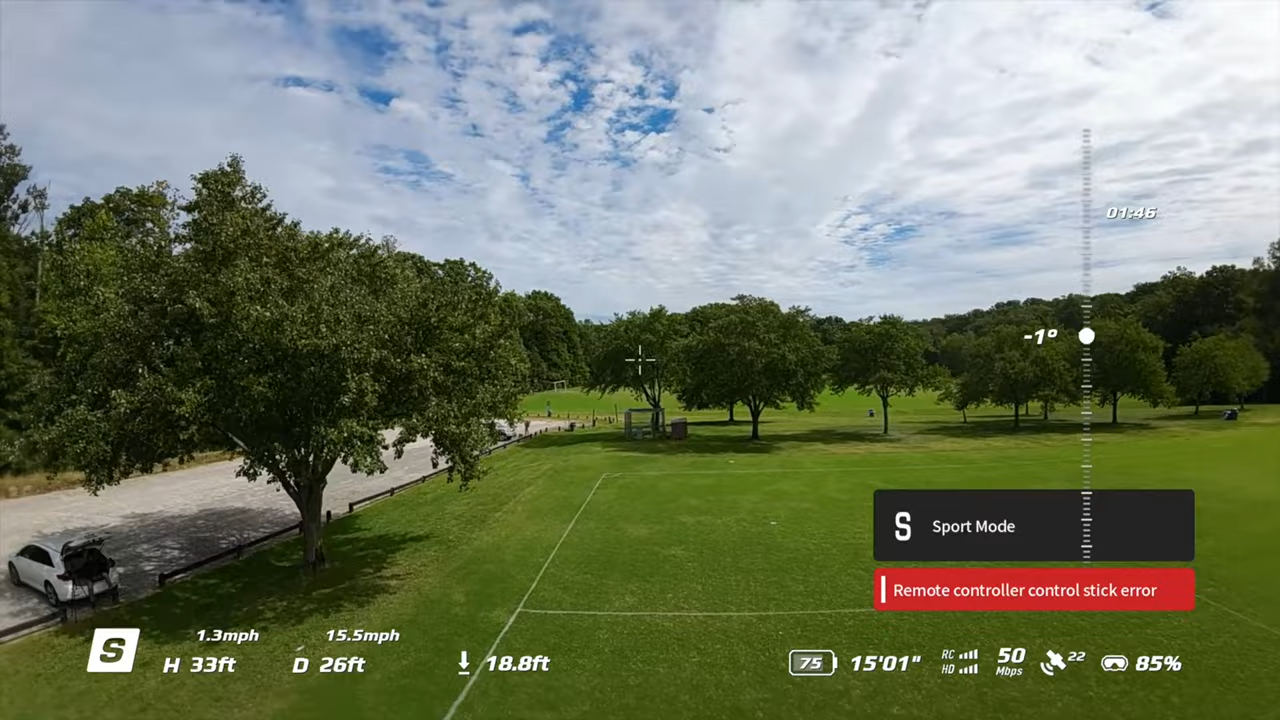 01:46
-1°
S Sport Mode
Remote controller control stick error
S
1.3mph 15.5mph
H 33ft D 26ft 18.8ft
75 15'01" RC HD 50 Mbps 22 85%